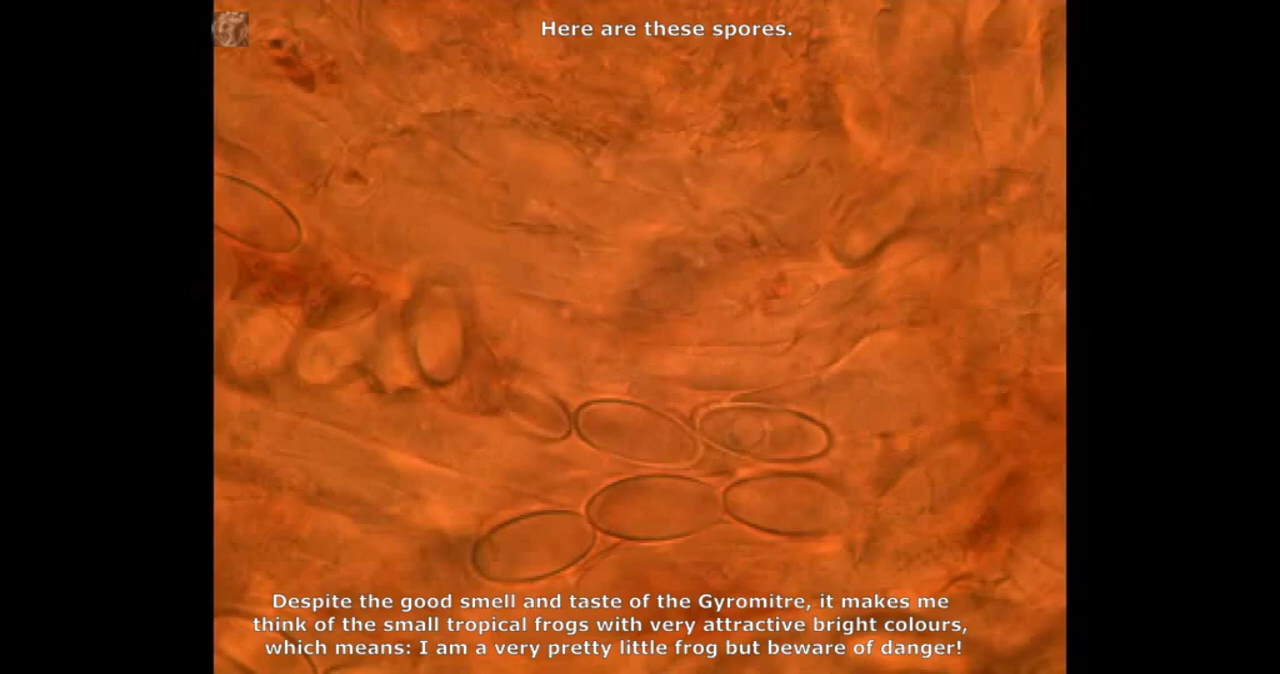 Here are these spores.
Despite the good smell and taste of the Gyromitre, it makes me
think of the small tropical frogs with very attractive bright colours,
which means: I am a very pretty little frog but beware of danger!